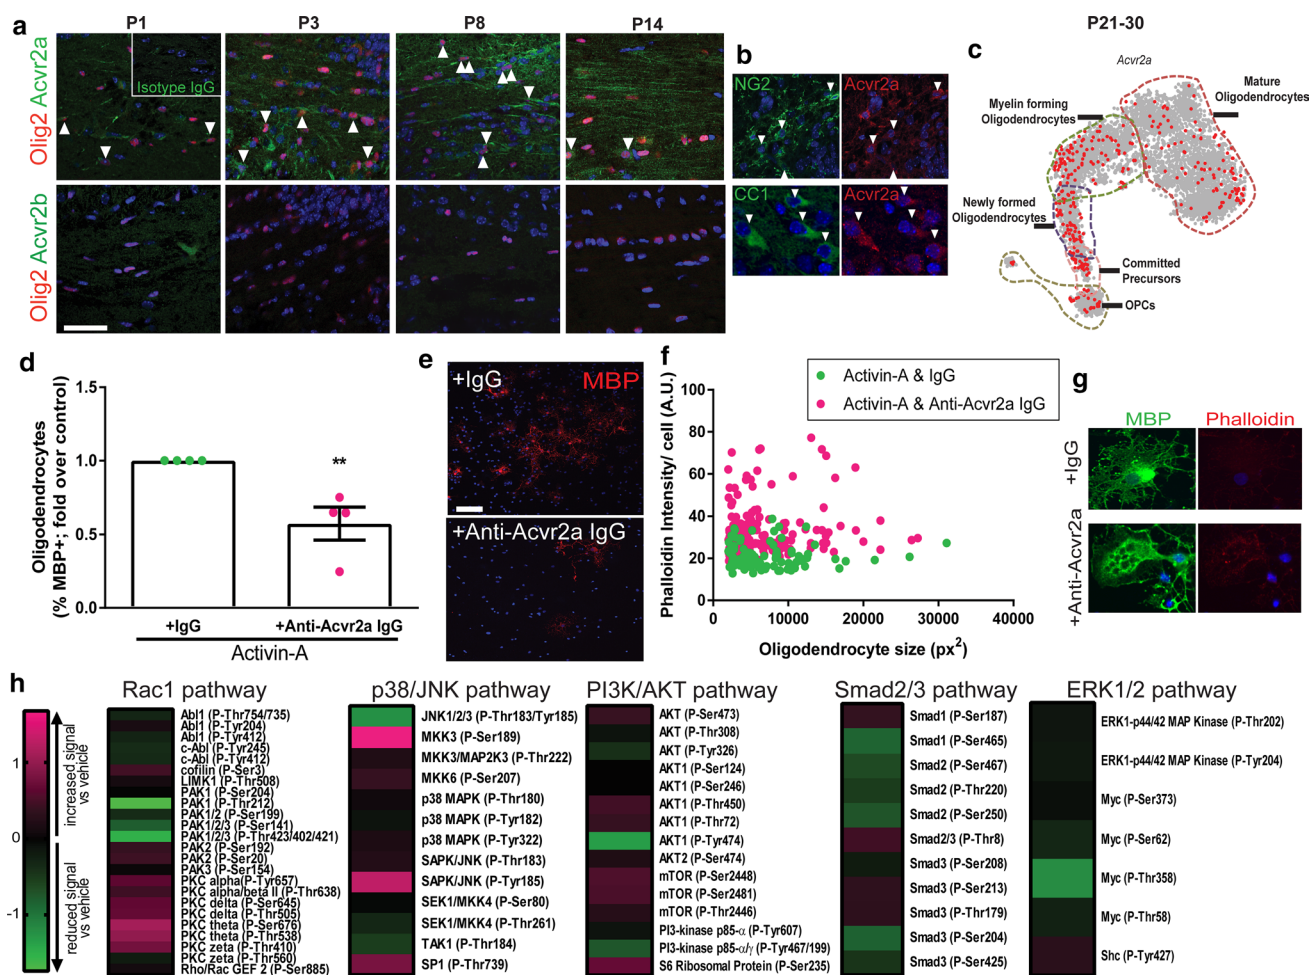 a
P1
P3
P8
P14
P21-30
Olig2 Acvr2a
Isotype IgG
Olig2 Acvr2b
b
NG2
Acvr2a
CC1
Acvr2a
c
Acvr2a
Myelin forming
Oligodendrocytes
Mature
Oligodendrocytes
Newly formed
Oligodendrocytes
Committed
Precursors
OPCs
d
Oligodendrocytes
(% MBP+; fold over control)
1.5
1.0
0.5
0.0
**
+IgG
+Anti-Acvr2a IgG
Activin-A
e
+IgG
MBP
+Anti-Acvr2a IgG
f
Activin-A & IgG
Activin-A & Anti-Acvr2a IgG
Phalloidin Intensity/ cell (A.U.)
100
80
60
40
20
0
0
10000
20000
30000
40000
Oligodendrocyte size (px2)
g
MBP
Phalloidin
+IgG
+Anti-Acvr2a
h
1
0
-1
increased signal
vs vehicle
reduced signal
vs vehicle
Rac1 pathway
Abl1 (P-Thr754/735)
Abl1 (P-Tyr204)
Abl1 (P-Tyr412)
c-Abl (P-Tyr245)
c-Abl (P-Tyr412)
cofilin (P-Ser3)
LIMK1 (P-Thr508)
PAK1 (P-Ser204)
PAK1 (P-Thr212)
PAK1/2 (P-Ser199)
PAK1/2/3 (P-Ser141)
PAK1/2/3 (P-Thr423/402/421)
PAK2 (P-Ser192)
PAK2 (P-Ser20)
PAK3 (P-Ser154)
PKC alpha(P-Tyr657)
PKC alpha/beta II (P-Thr638)
PKC delta (P-Ser645)
PKC delta (P-Thr505)
PKC theta (P-Ser676)
PKC theta (P-Thr538)
PKC zeta (P-Thr410)
PKC zeta (P-Thr560)
Rho/Rac GEF 2 (P-Ser885)
p38/JNK pathway
JNK1/2/3 (P-Thr183/Tyr185)
MKK3 (P-Ser189)
MKK3/MAP2K3 (P-Thr222)
MKK6 (P-Ser207)
p38 MAPK (P-Thr180)
p38 MAPK (P-Tyr182)
p38 MAPK (P-Tyr322)
SAPK/JNK (P-Thr183)
SAPK/JNK (P-Tyr185)
SEK1/MKK4 (P-Ser80)
SEK1/MKK4 (P-Thr261)
TAK1 (P-Thr184)
SP1 (P-Thr739)
PI3K/AKT pathway
AKT (P-Ser473)
AKT (P-Thr308)
AKT (P-Tyr326)
AKT1 (P-Ser124)
AKT1 (P-Ser246)
AKT1 (P-Thr450)
AKT1 (P-Thr72)
AKT1 (P-Tyr474)
AKT2 (P-Ser474)
mTOR (P-Ser2448)
mTOR (P-Ser2481)
mTOR (P-Thr2446)
PI3-kinase p85-α (P-Tyr607)
PI3-kinase p85-α/γ (P-Tyr467/199)
S6 Ribosomal Protein (P-Ser235)
Smad2/3 pathway
Smad1 (P-Ser187)
Smad1 (P-Ser465)
Smad2 (P-Ser467)
Smad2 (P-Thr220)
Smad2 (P-Ser250)
Smad2/3 (P-Thr8)
Smad3 (P-Ser208)
Smad3 (P-Ser213)
Smad3 (P-Thr179)
Smad3 (P-Ser204)
Smad3 (P-Ser425)
ERK1/2 pathway
ERK1-p44/42 MAP Kinase (P-Thr202)
ERK1-p44/42 MAP Kinase (P-Tyr204)
Myc (P-Ser373)
Myc (P-Ser62)
Myc (P-Thr358)
Myc (P-Thr58)
Shc (P-Tyr427)